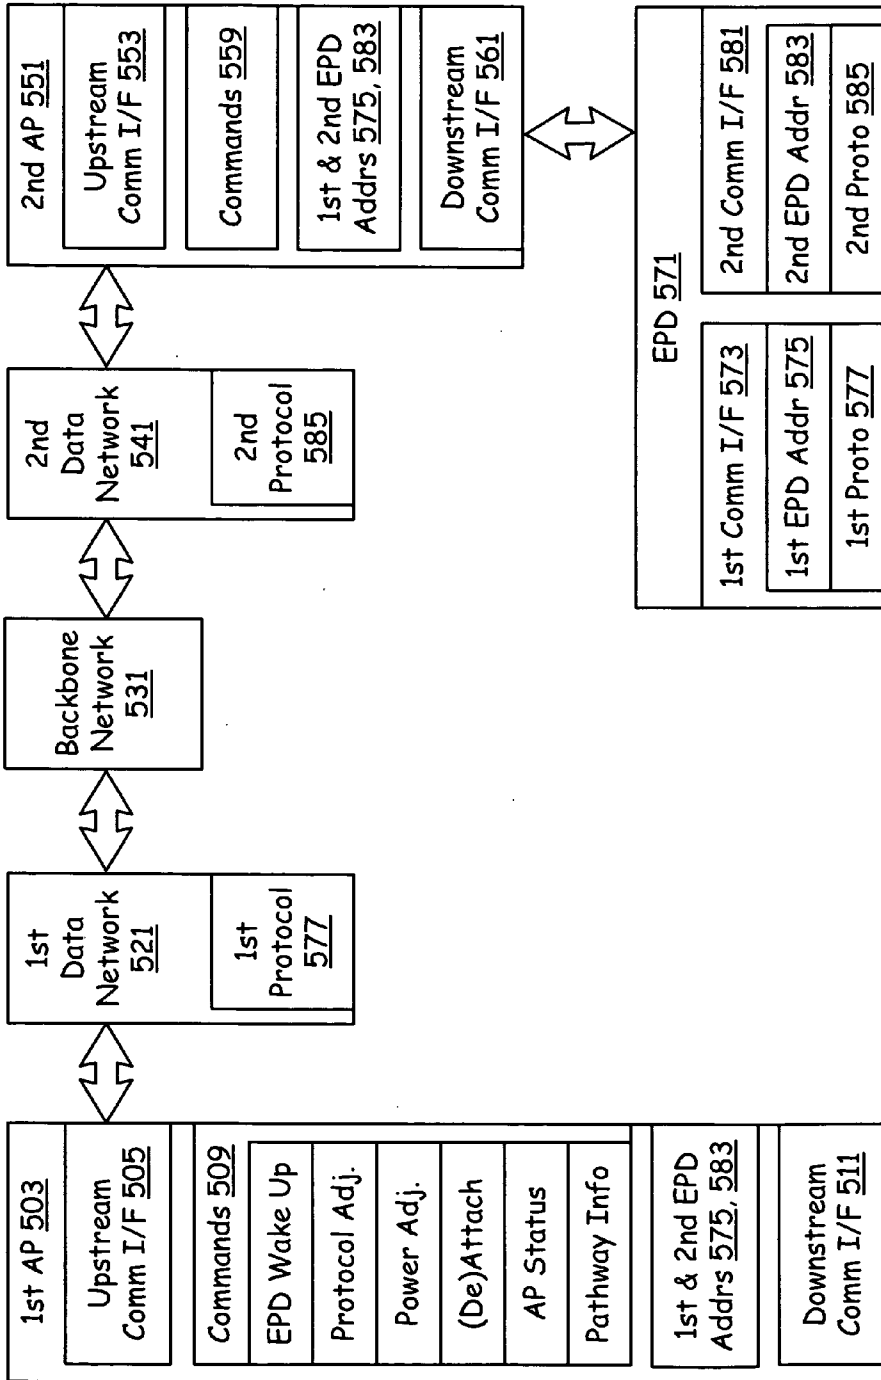 1st AP 503
Upstream
Comm I/F 505
Commands 509
EPD Wake Up
Protocol Adj.
Power Adj.
(De)Attach
AP Status
Pathway Info
1st & 2nd EPD
Addrs 575, 583
Downstream
Comm I/F 511
1st
Data
Network
521
1st
Protocol
577
Backbone
Network
531
2nd
Data
Network
541
2nd
Protocol
585
2nd AP 551
Upstream
Comm I/F 553
Commands 559
1st & 2nd EPD
Addrs 575, 583
Downstream
Comm I/F 561
EPD 571
1st Comm I/F 573
1st EPD Addr 575
1st Proto 577
2nd Comm I/F 581
2nd EPD Addr 583
2nd Proto 585